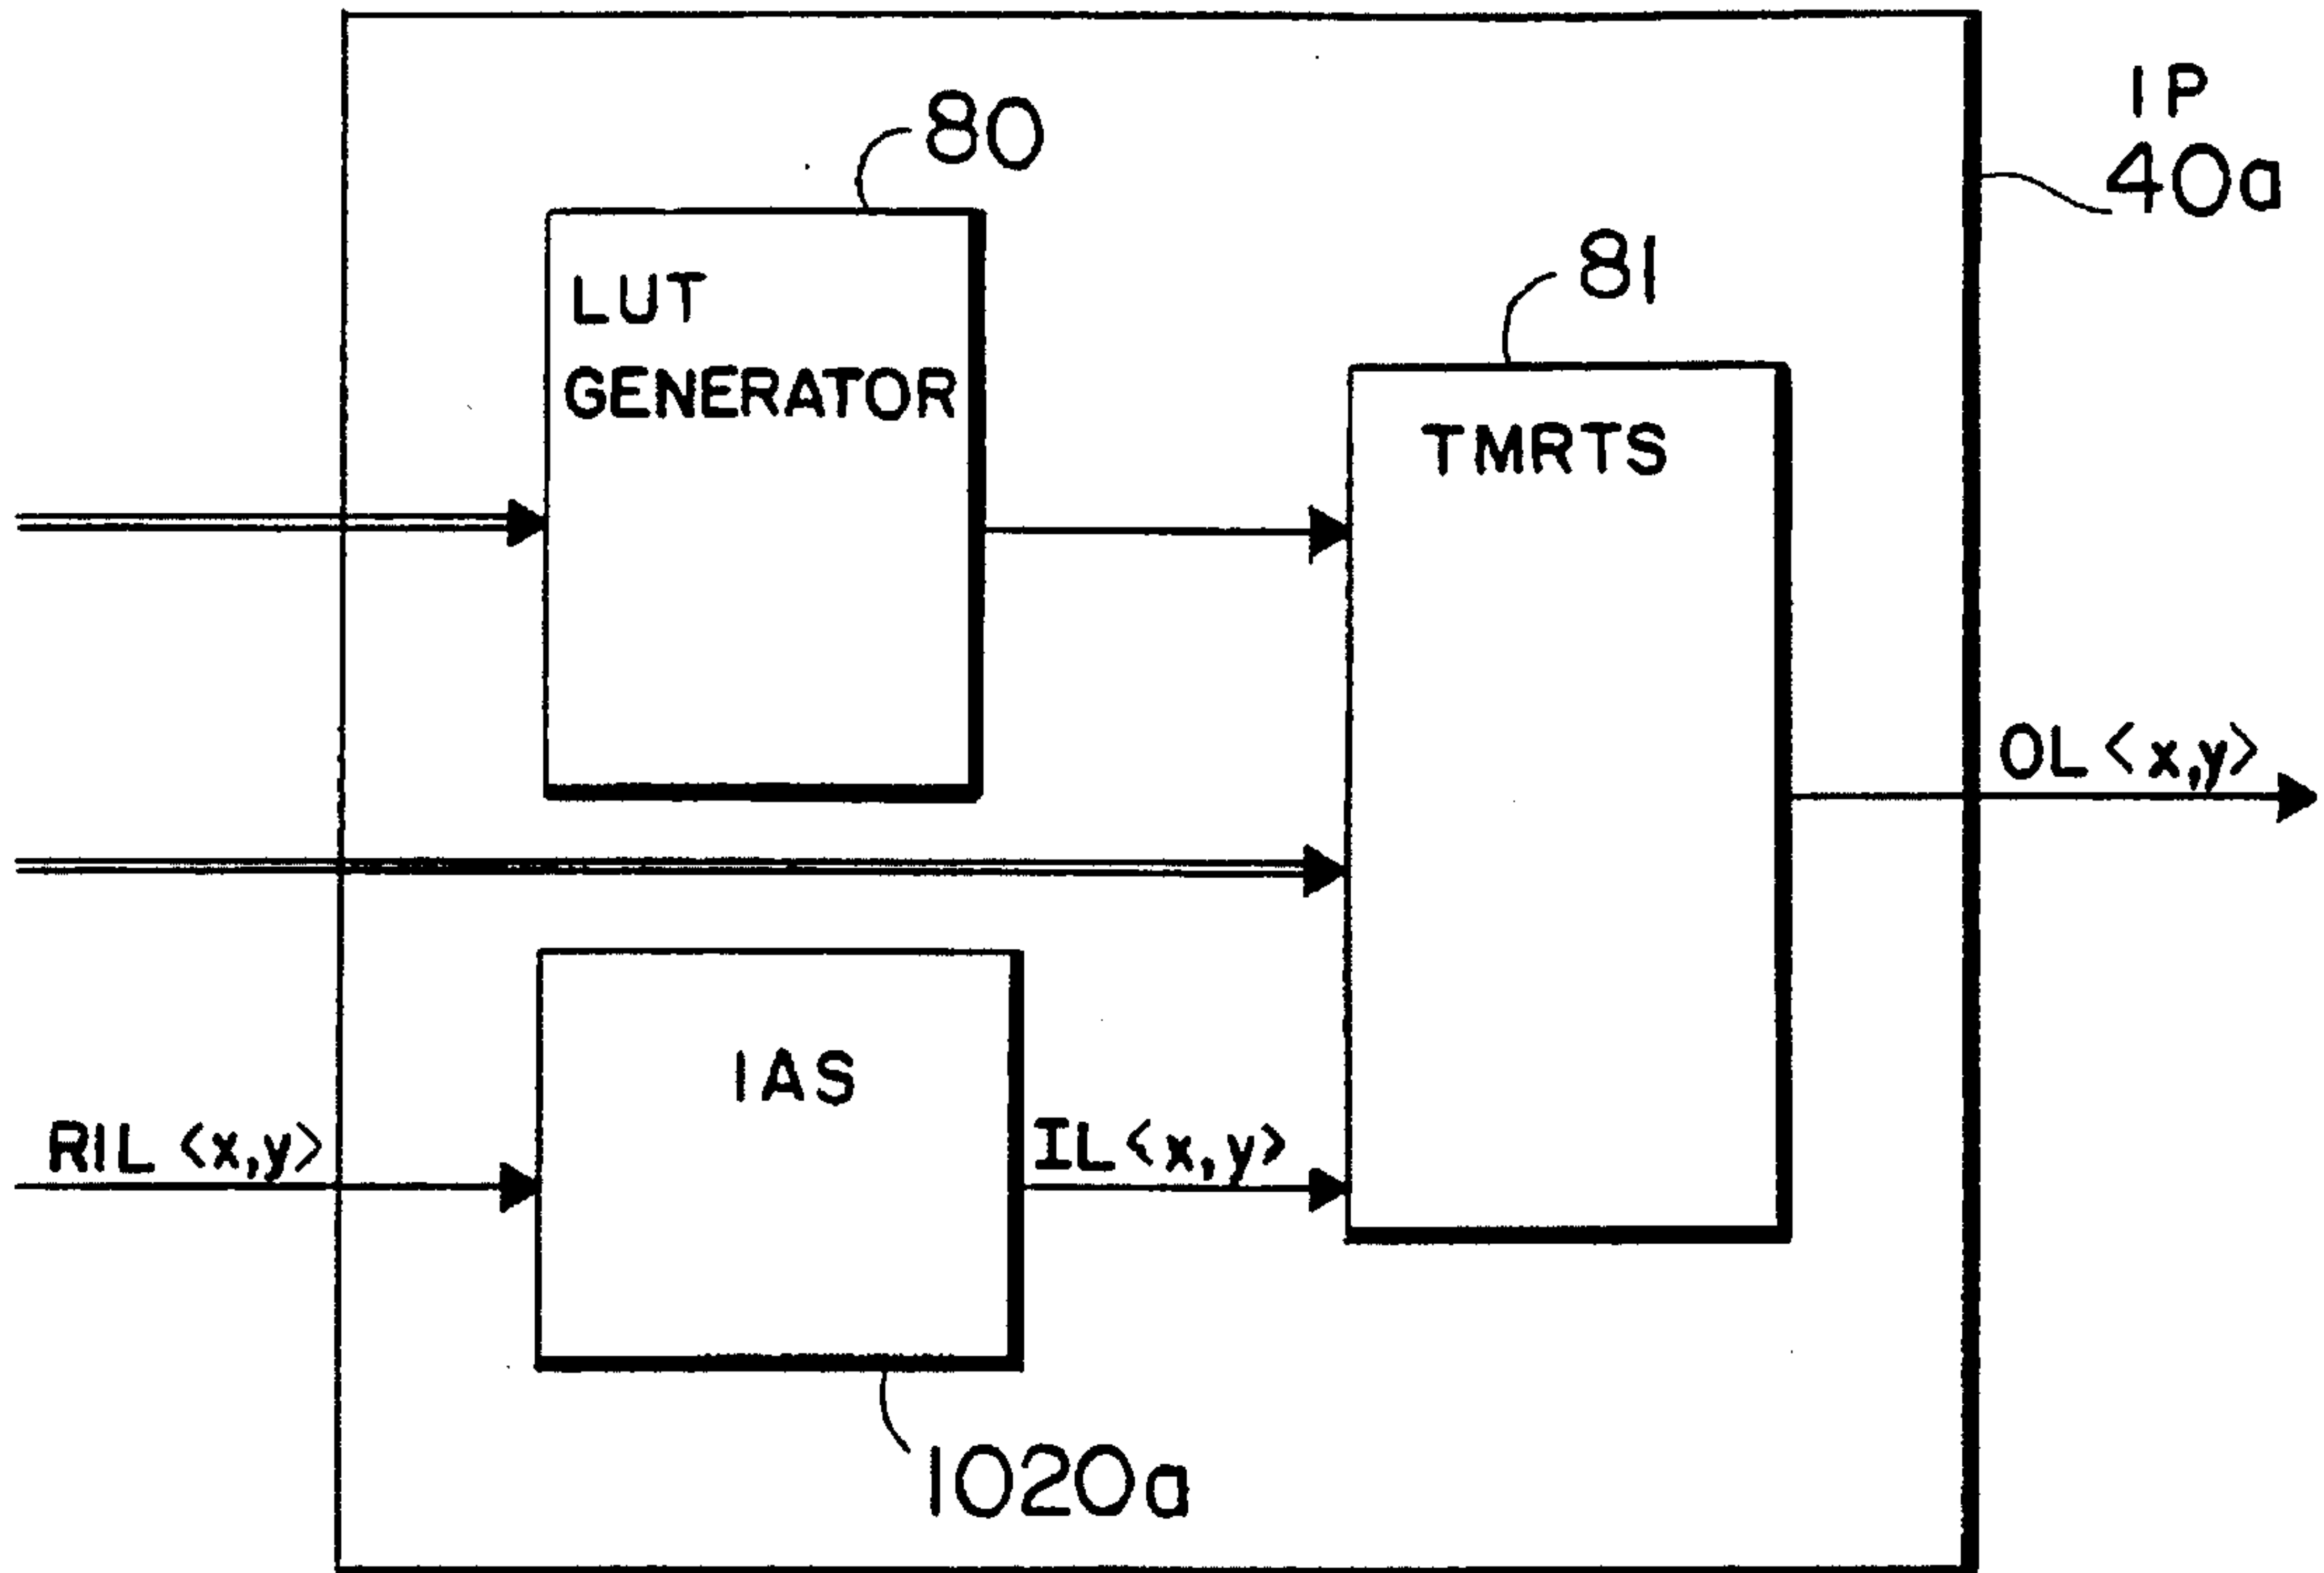 IP
40a
80
LUT
GENERATOR
81
TMRTS
OL<x,y>
IAS
RIL<x,y>
IL<x,y>
1020a